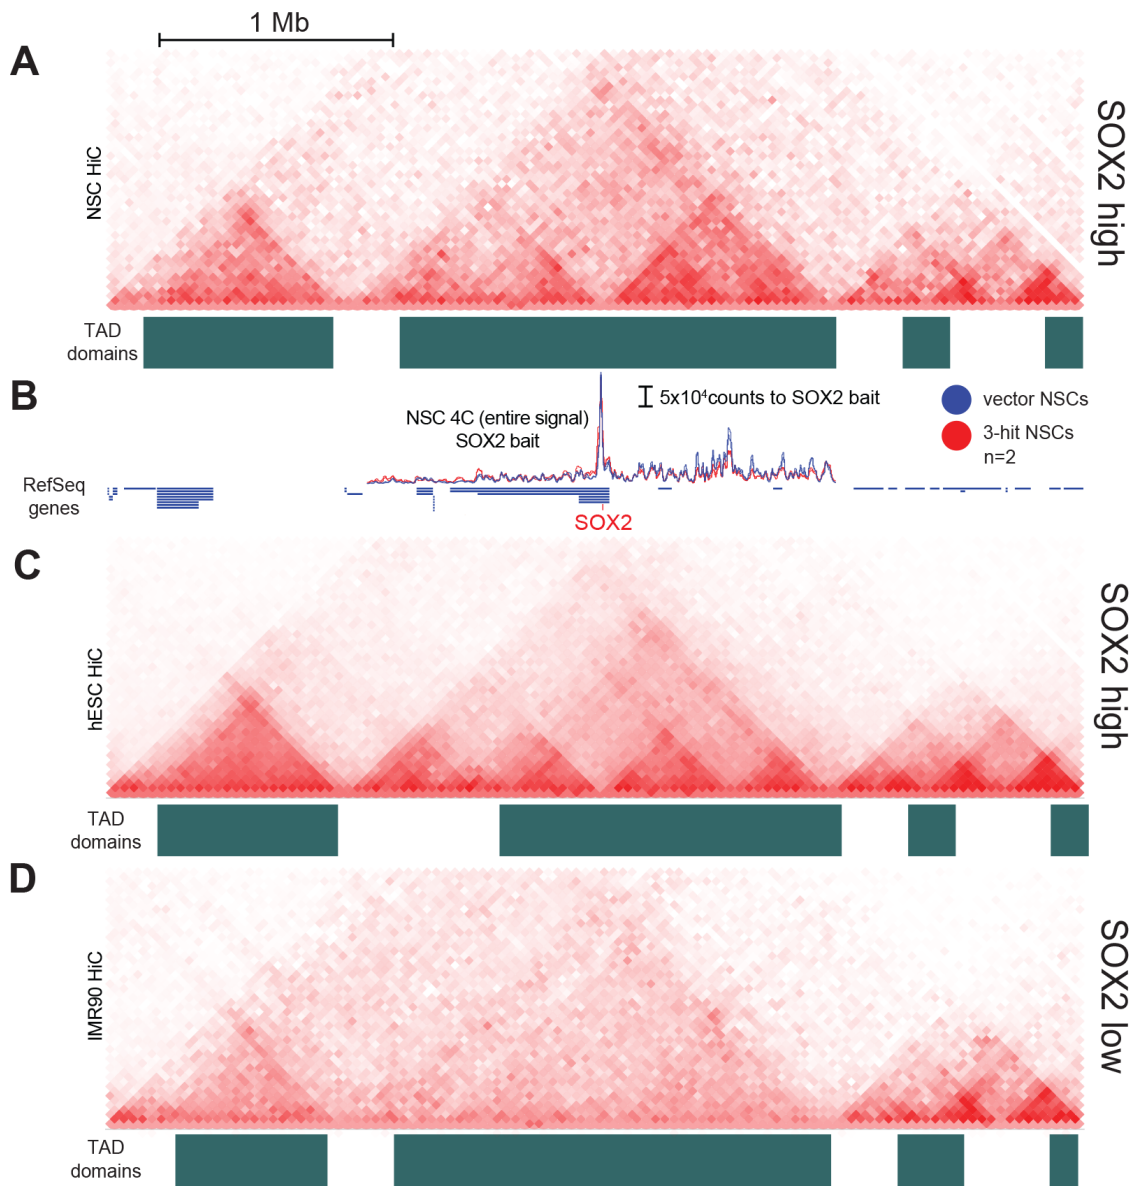 1 Mb
A
NSC HiC
SOX2 high
TAD
domains
B
NSC 4C (entire signal)
SOX2 bait
5x10⁴counts to SOX2 bait
vector NSCs
3-hit NSCs
n=2
RefSeq
genes
SOX2
C
hESC HiC
SOX2 high
TAD
domains
D
IMR90 HiC
SOX2 low
TAD
domains